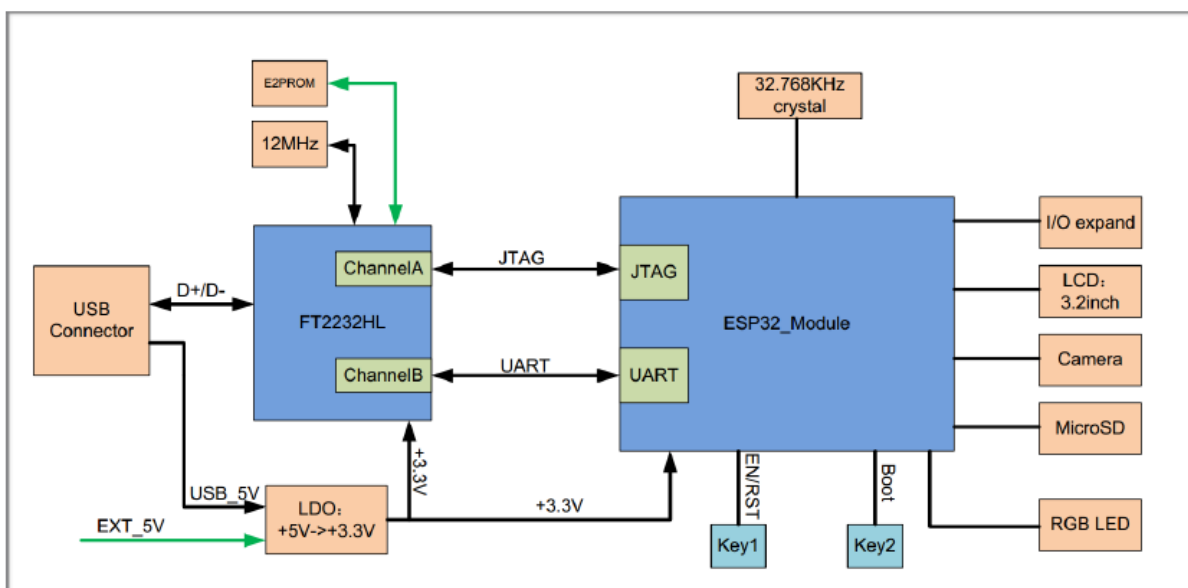 E2PROM
12MHz
32.768KHz
crystal
ChannelA
JTAG
JTAG
I/O expand
USB
Connector
D+/D-
FT2232HL
ESP32_Module
LCD：
3.2inch
Camera
ChannelB
UART
UART
MicroSD
+3.3V
EN/RST
Boot
USB_5V
LDO：
+5V->+3.3V
+3.3V
EXT_5V
Key1
Key2
RGB LED